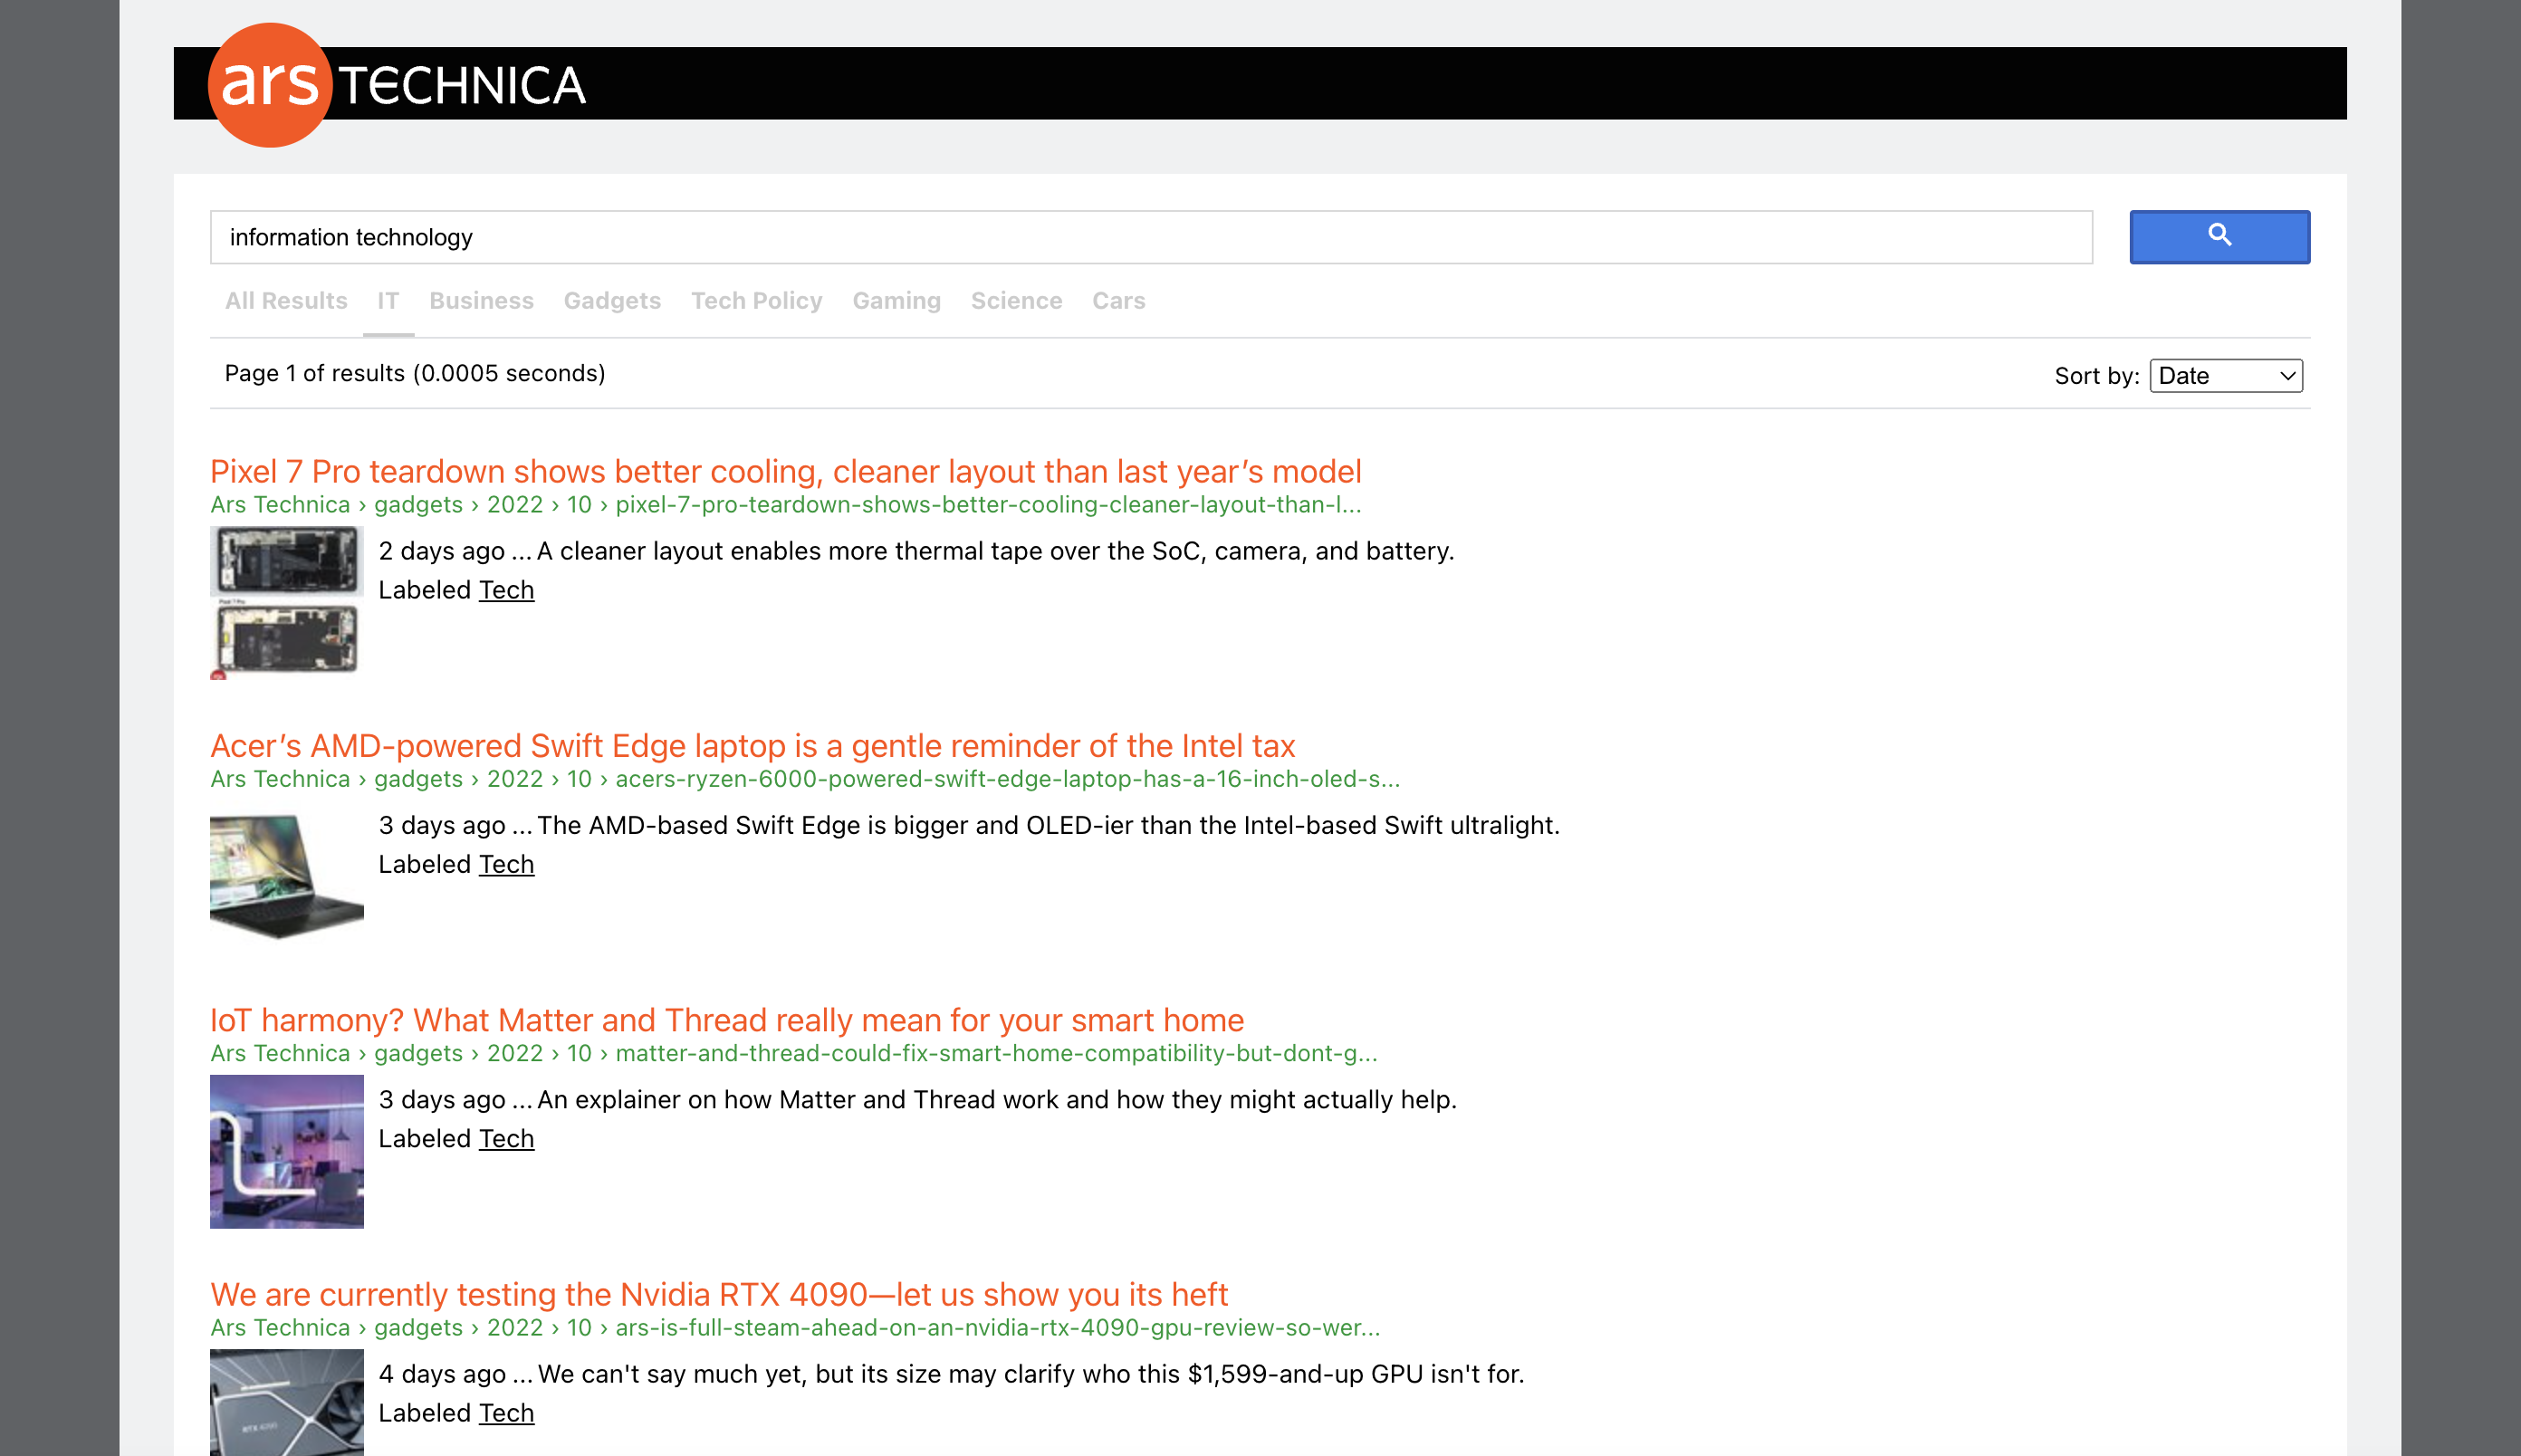 ars TECHNICA
information technology
All Results IT Business Gadgets Tech Policy Gaming Science Cars
Page 1 of results (0.0005 seconds)
Sort by: Date
Pixel 7 Pro teardown shows better cooling, cleaner layout than last year’s model
Ars Technica › gadgets › 2022 › 10 › pixel-7-pro-teardown-shows-better-cooling-cleaner-layout-than-l...
2 days ago ... A cleaner layout enables more thermal tape over the SoC, camera, and battery.
Labeled Tech
Acer’s AMD-powered Swift Edge laptop is a gentle reminder of the Intel tax
Ars Technica › gadgets › 2022 › 10 › acers-ryzen-6000-powered-swift-edge-laptop-has-a-16-inch-oled-s...
3 days ago ... The AMD-based Swift Edge is bigger and OLED-ier than the Intel-based Swift ultralight.
Labeled Tech
IoT harmony? What Matter and Thread really mean for your smart home
Ars Technica › gadgets › 2022 › 10 › matter-and-thread-could-fix-smart-home-compatibility-but-dont-g...
3 days ago ... An explainer on how Matter and Thread work and how they might actually help.
Labeled Tech
We are currently testing the Nvidia RTX 4090—let us show you its heft
Ars Technica › gadgets › 2022 › 10 › ars-is-full-steam-ahead-on-an-nvidia-rtx-4090-gpu-review-so-wer...
4 days ago ... We can't say much yet, but its size may clarify who this $1,599-and-up GPU isn't for.
Labeled Tech